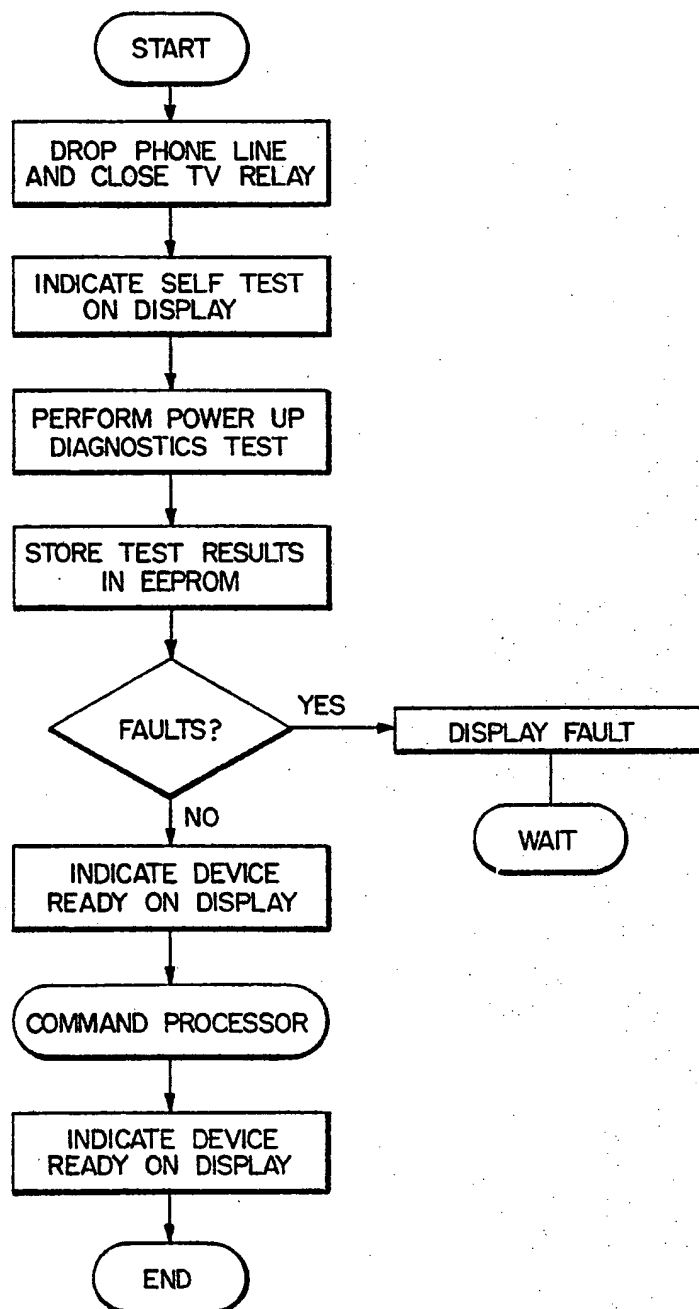 START
DROP PHONE LINE
AND CLOSE TV RELAY
INDICATE SELF TEST
ON DISPLAY
PERFORM POWER UP
DIAGNOSTICS TEST
STORE TEST RESULTS
IN EEPROM
FAULTS?
YES
DISPLAY FAULT
WAIT
NO
INDICATE DEVICE
READY ON DISPLAY
COMMAND PROCESSOR
INDICATE DEVICE
READY ON DISPLAY
END